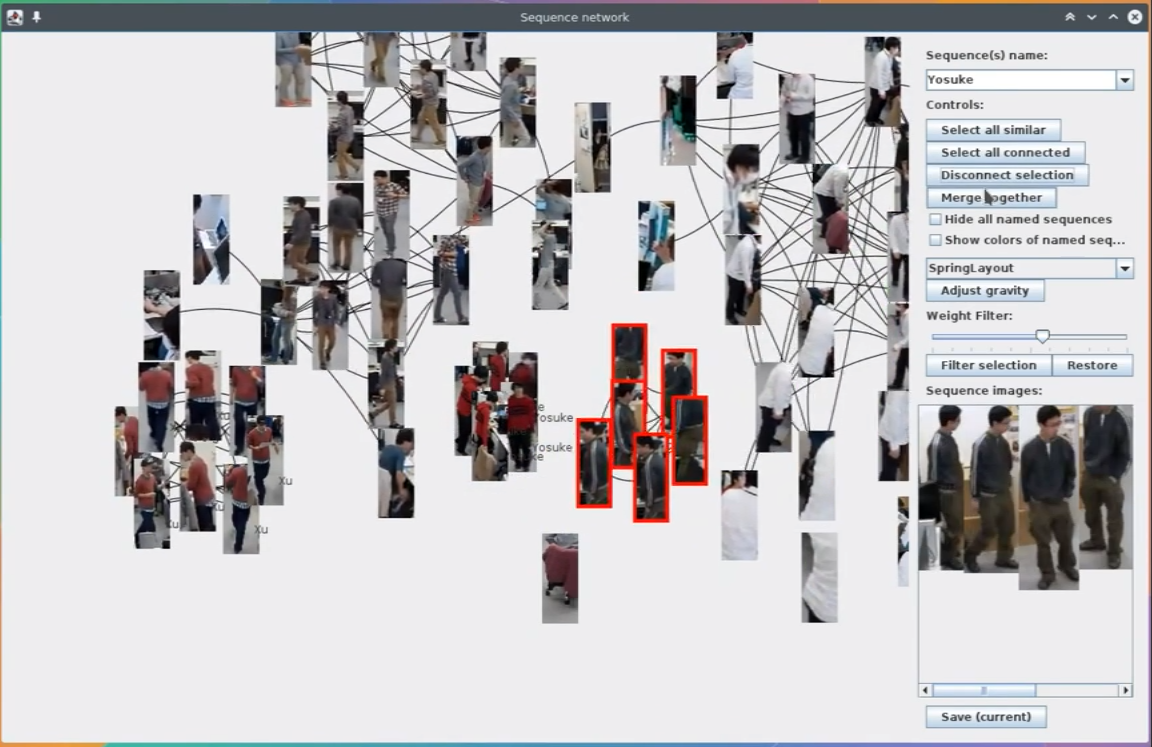 Sequence network
Sequence(s) name:
Yosuke
Controls:
Select all similar
Select all connected
Disconnect selection
Merge together
Hide all named sequences
Show colors of named seq...
SpringLayout
Adjust gravity
Weight Filter:
Filter selection
Restore
Sequence images:
Save (current)
Yosuke
Yosuke
Xu
Xu
Xu